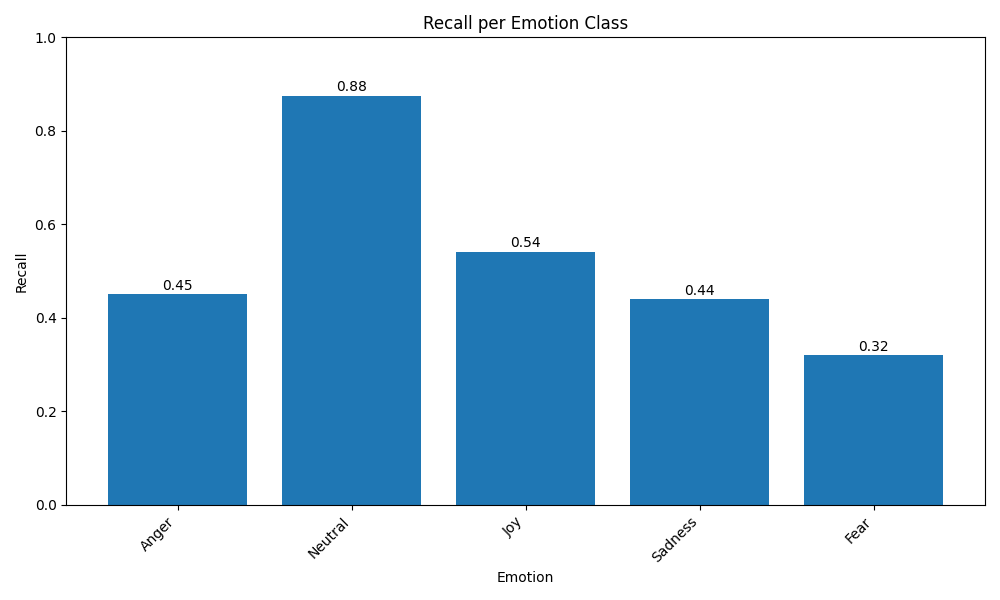 Recall per Emotion Class
1.0
0.8
0.6
0.4
0.2
0.0
Recall
0.45
0.88
0.54
0.44
0.32
Anger
Neutral
Joy
Sadness
Fear
Emotion